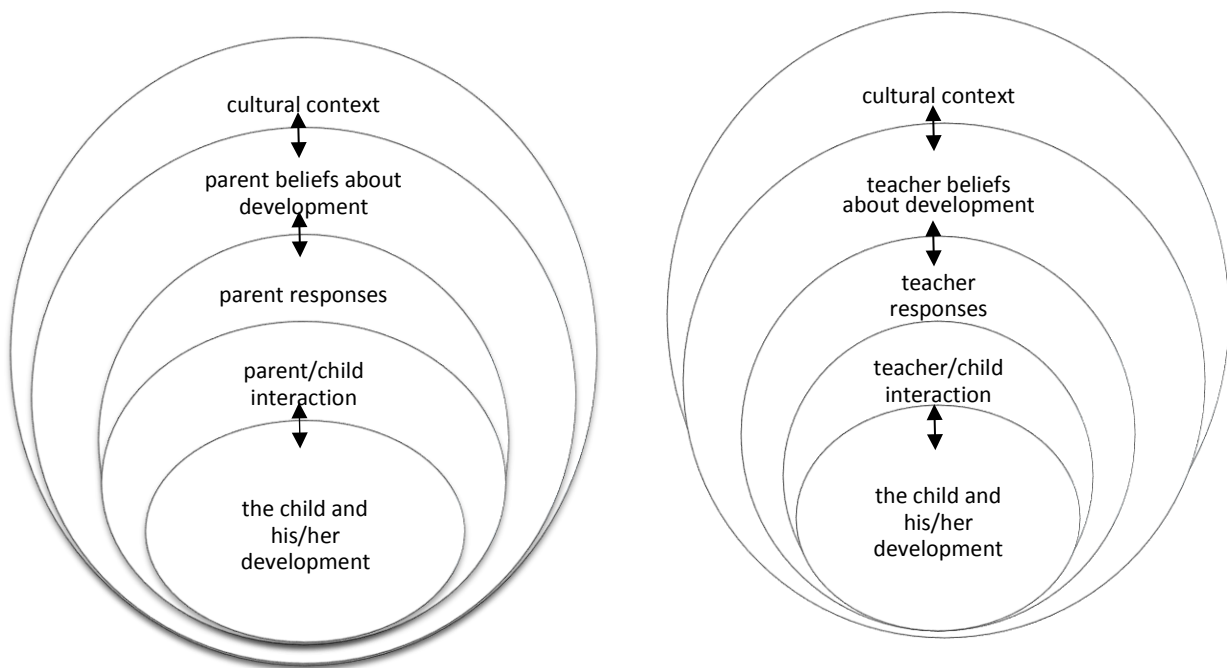 cultural context
parent beliefs about
development
parent responses
parent/child
interaction
the child and
his/her
development
cultural context
teacher beliefs
about development
teacher
responses
teacher/child
interaction
the child and
his/her
development